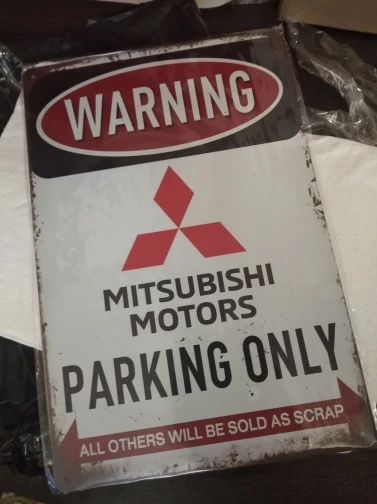 WARNING
MITSUBISHI
MOTORS
PARKING ONLY
ALL OTHERS WILL BE SOLD AS SCRAP